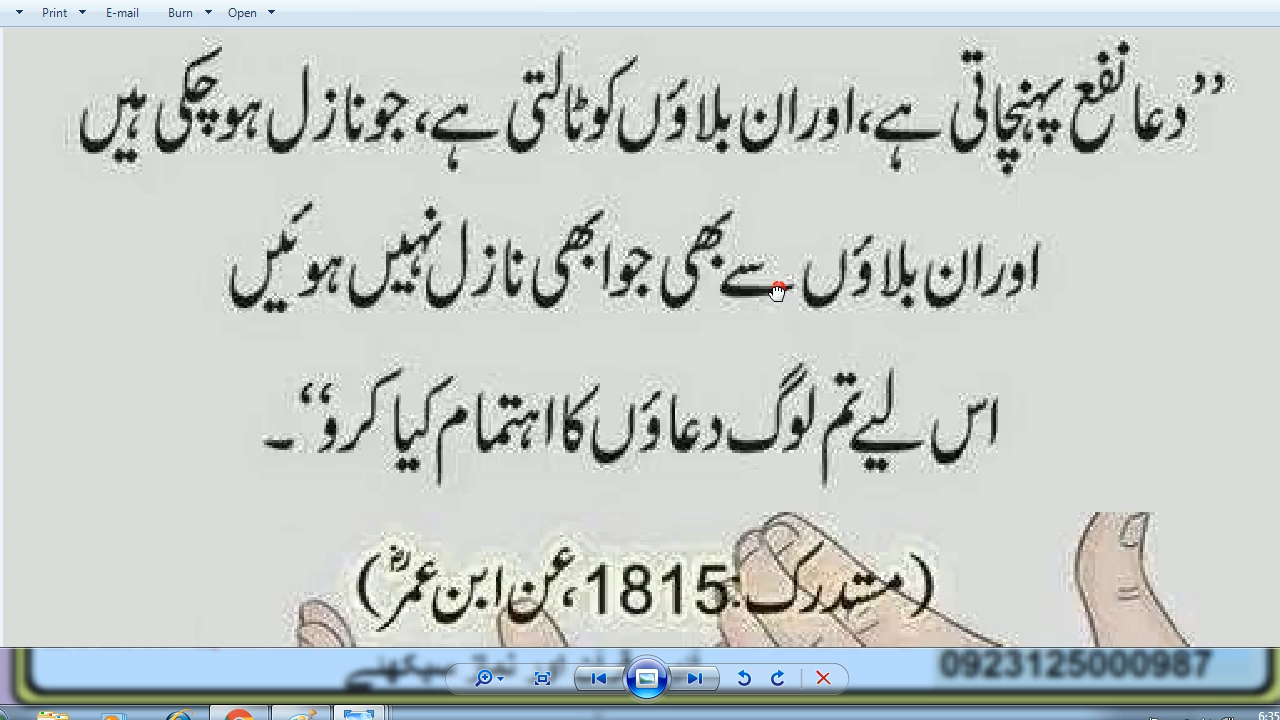 Print E-mail Burn Open
’’دعا نفع پہنچاتی ہے، اور ان بلاؤں کو ٹالتی ہے، جو نازل ہو چکی ہیں
اور ان بلاؤں سے بھی جو ابھی نازل نہیں ہوئیں
اس لیے تم لوگ دعاؤں کا اہتمام کیا کرو‘‘۔
(مستدرک:1815، عن ابن عمرؓ)
0923125000987